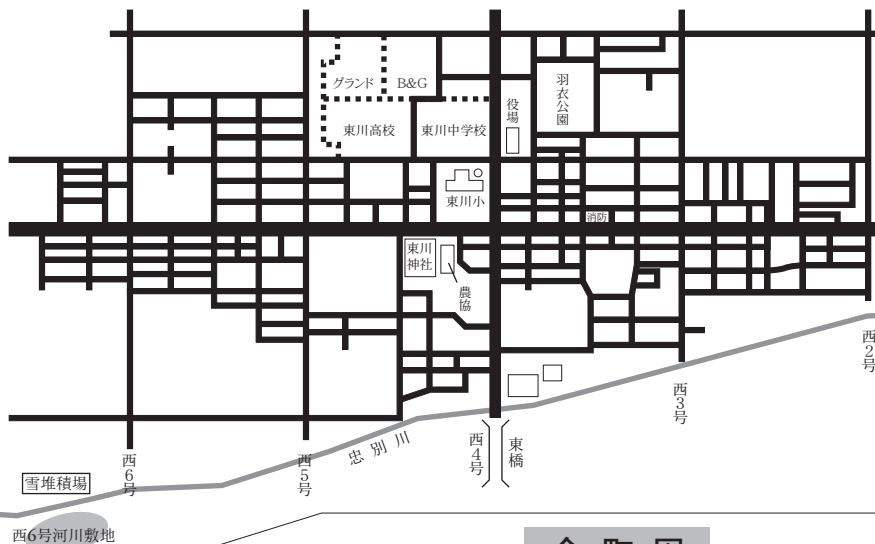 グランド
B&G
役場
羽衣公園
東川高校
東川中学校
東川小
消防
東川
神社
農協
西2号
西3号
西4号
東橋
忠別川
西5号
西6号
雪堆積場
西6号河川敷地